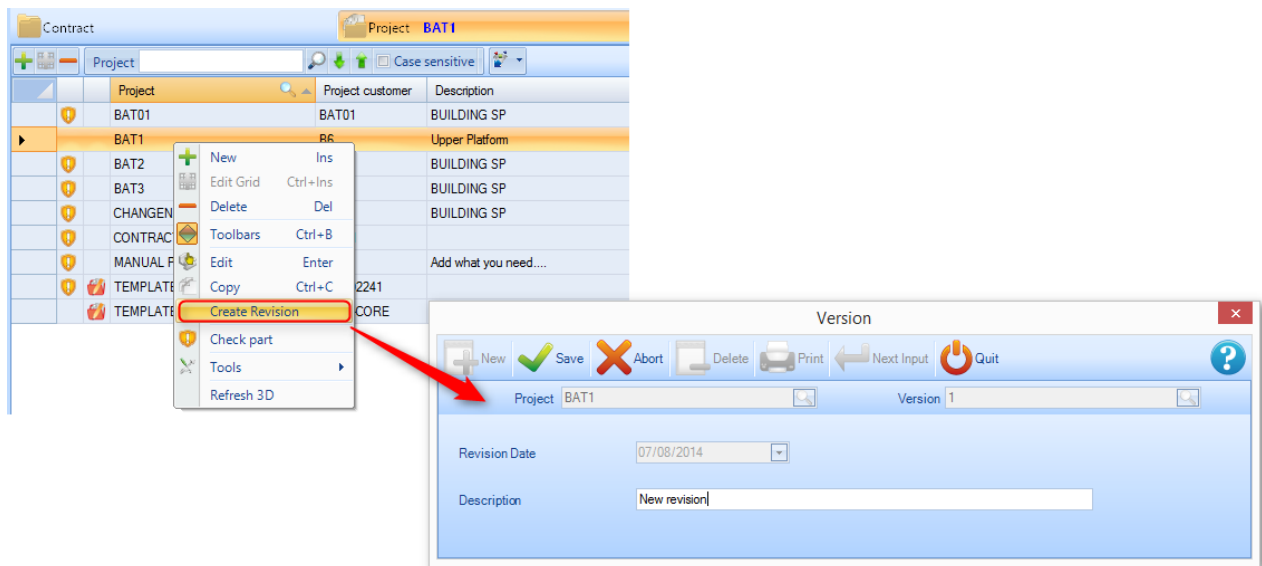 Contract
Project BAT1
Project
Case sensitive
Project Project customer Description
BAT01 BAT01 BUILDING SP
BAT1 B6 Upper Platform
BAT2 BUILDING SP
BAT3 BUILDING SP
CHANGEN BUILDING SP
CONTRAC
MANUAL Add what you need....
TEMPLATE 2241
TEMPLATE CORE
New Ins
Edit Grid Ctrl+Ins
Delete Del
Toolbars Ctrl+B
Edit Enter
Copy Ctrl+C
Create Revision
Check part
Tools
Refresh 3D
Version
New Save Abort Delete Print Next Input Quit ?
Project BAT1 Version 1
Revision Date 07/08/2014
Description New revision